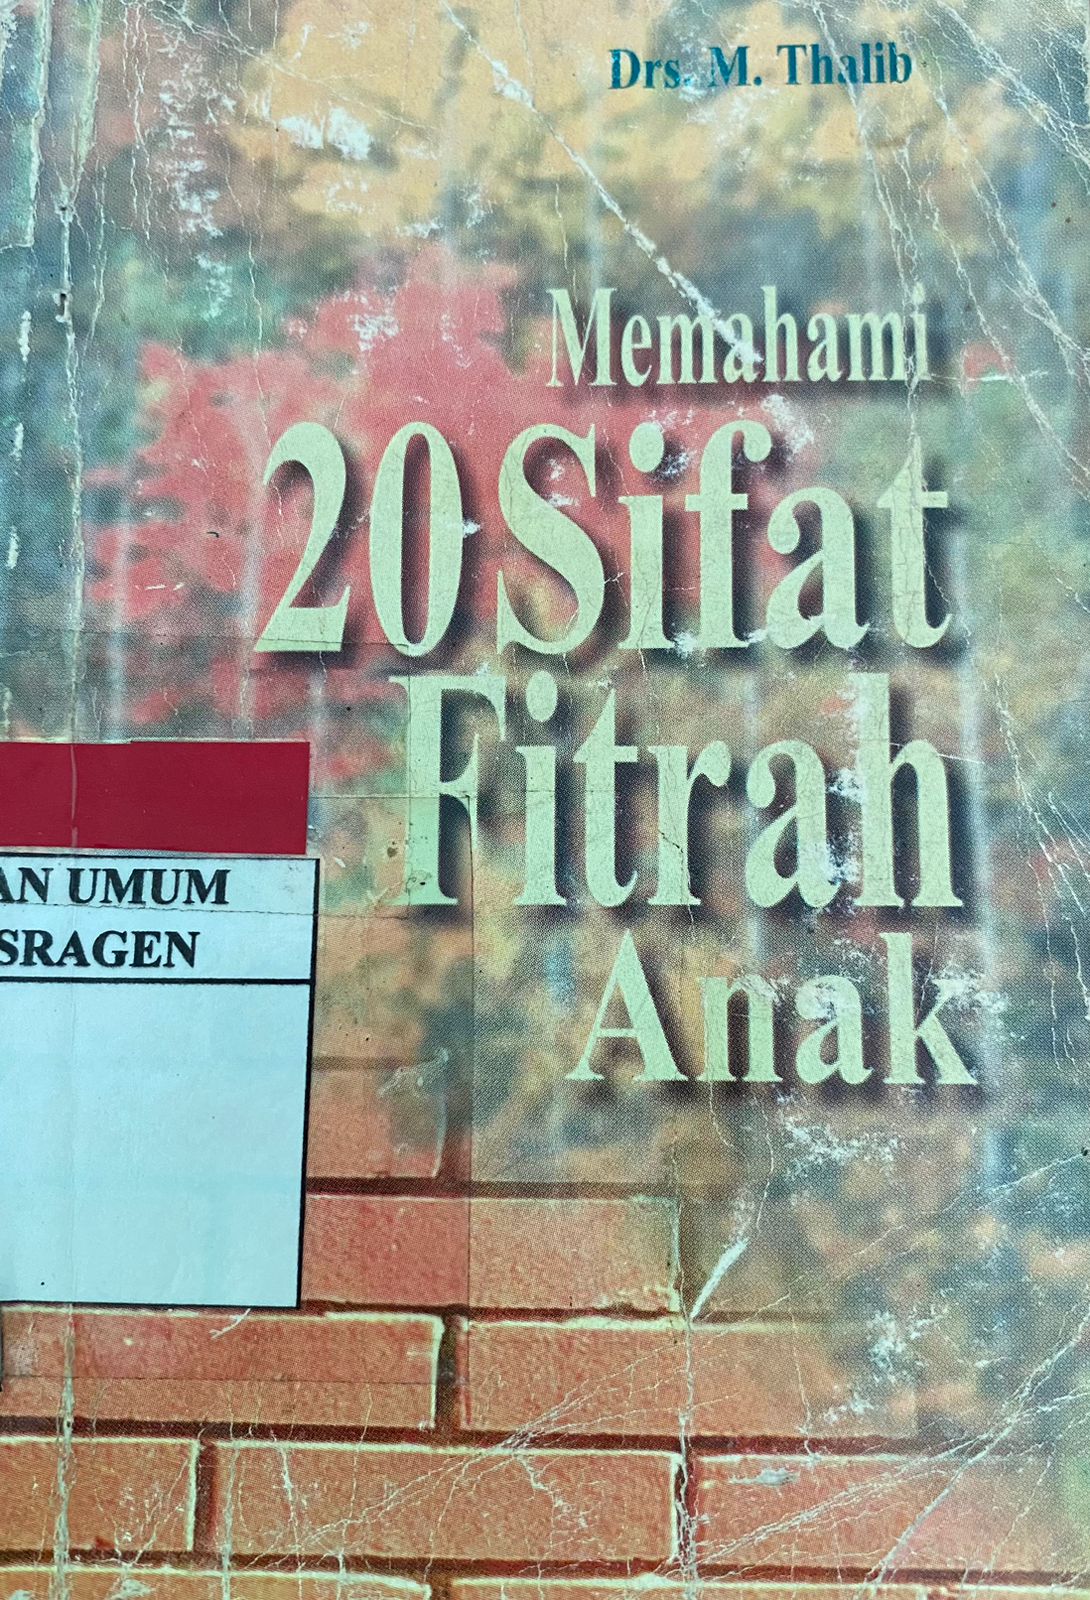 Drs. M. Thalib
Memahami
20 Sifat
Fitrah
Anak
AN UMUM
SRAGEN